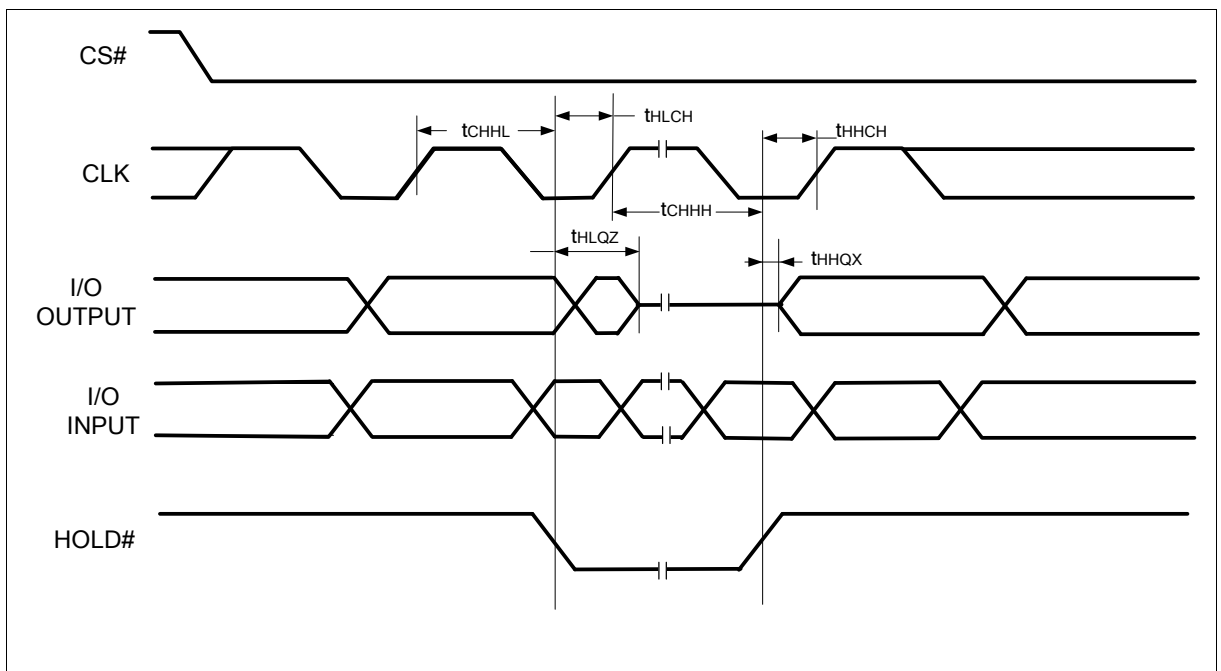 CS#
tCHHL
tHLCH
tHHCH
CLK
tCHHH
tHLQZ
tHHQX
I/O
OUTPUT
I/O
INPUT
HOLD#